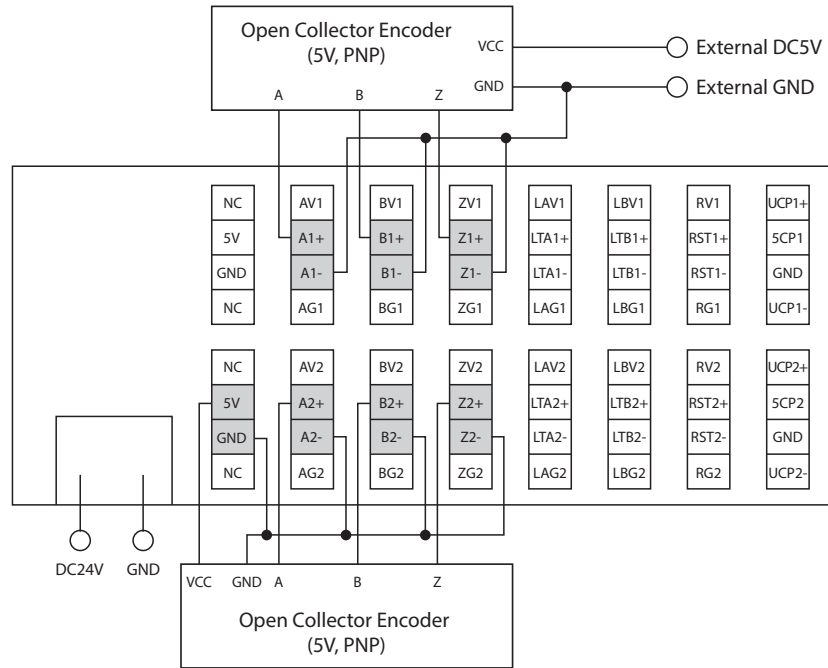 Open Collector Encoder
(5V, PNP)
VCC
External DC5V
GND
External GND
A B Z
NC AV1 BV1 ZV1 LAV1 LBV1 RV1 UCP1+
5V A1+ B1+ Z1+ LTA1+ LTB1+ RST1+ 5CP1
GND A1- B1- Z1- LTA1- LTB1- RST1- GND
NC AG1 BG1 ZG1 LAG1 LBG1 RG1 UCP1-
NC AV2 BV2 ZV2 LAV2 LBV2 RV2 UCP2+
5V A2+ B2+ Z2+ LTA2+ LTB2+ RST2+ 5CP2
GND A2- B2- Z2- LTA2- LTB2- RST2- GND
NC AG2 BG2 ZG2 LAG2 LBG2 RG2 UCP2-
DC24V GND
VCC GND A B Z
Open Collector Encoder
(5V, PNP)